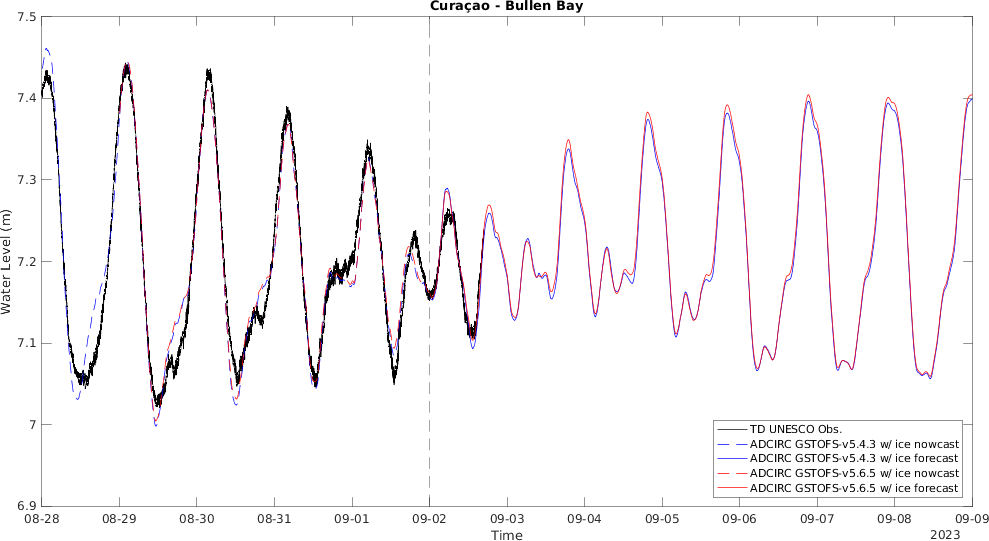 Curaçao - Bullen Bay
7.5
7.4
7.3
7.2
7.1
7
6.9
Water Level (m)
08-28 08-29 08-30 08-31 09-01 09-02 09-03 09-04 09-05 09-06 09-07 09-08 09-09
Time
2023
TD UNESCO Obs.
ADCIRC GSTOFS-v5.4.3 w/ ice nowcast
ADCIRC GSTOFS-v5.4.3 w/ ice forecast
ADCIRC GSTOFS-v5.6.5 w/ ice nowcast
ADCIRC GSTOFS-v5.6.5 w/ ice forecast